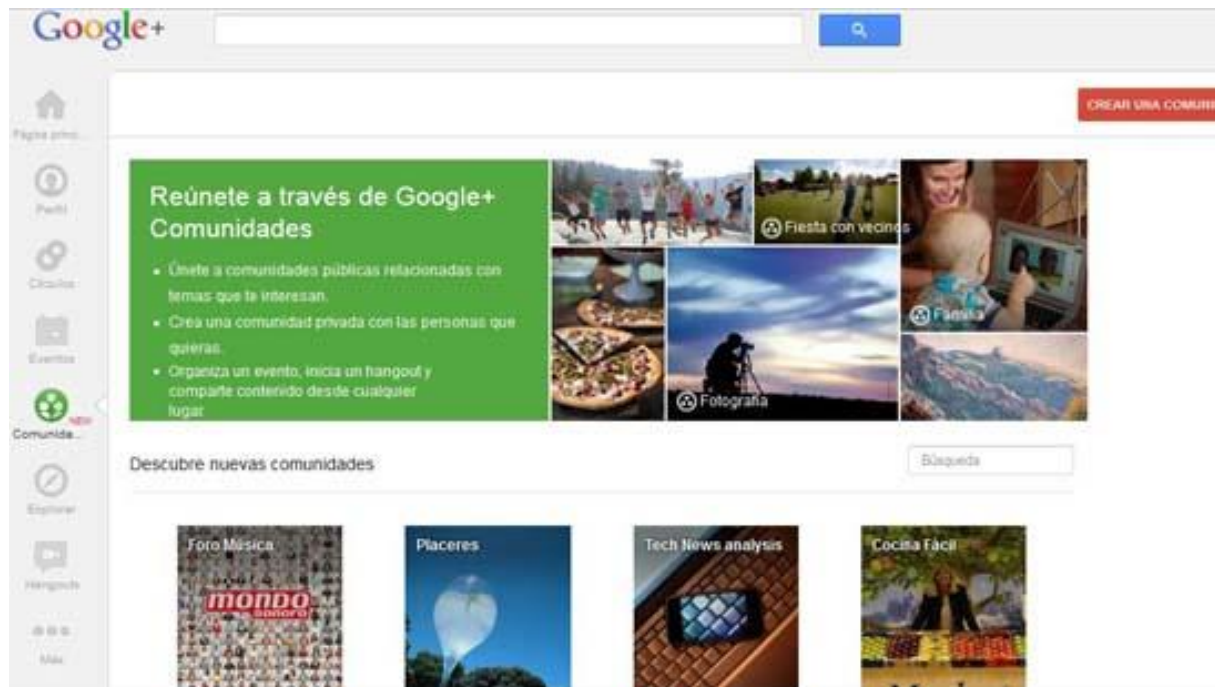 Google+
CREAR UNA COMUNI
Página princ...
Perfil
Círculos
Eventos
NEW
Comunida...
Explorar
Hangouts
Más
Reúnete a través de Google+
Comunidades
Únete a comunidades públicas relacionadas con
temas que te interesan.
Crea una comunidad privada con las personas que
quieras.
Organiza un evento, inicia un hangout y
comparte contenido desde cualquier
lugar
Fiesta con vecinos
Familia
Fotografía
Descubre nuevas comunidades
Búsqueda
Foro Música
mondo
sonoro
Placeres
Tech News analysis
Cocina Fácil